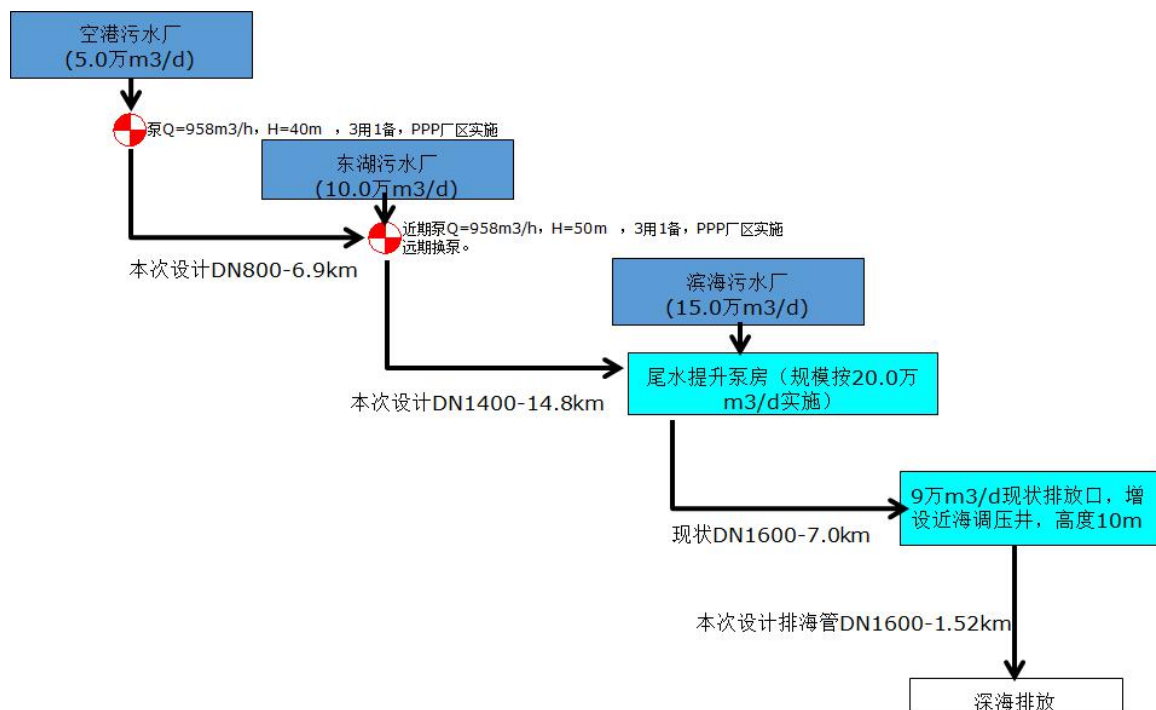 空港污水厂
(5.0万m3/d)
泵Q=958m3/h，H=40m ，3用1备，PPP厂区实施
东湖污水厂
(10.0万m3/d)
近期泵Q=958m3/h，H=50m ，3用1备，PPP厂区实施
远期换泵。
本次设计DN800-6.9km
滨海污水厂
(15.0万m3/d)
尾水提升泵房（规模按20.0万
m3/d实施）
本次设计DN1400-14.8km
9万m3/d现状排放口，增
设近海调压井，高度10m
现状DN1600-7.0km
本次设计排海管DN1600-1.52km
深海排放